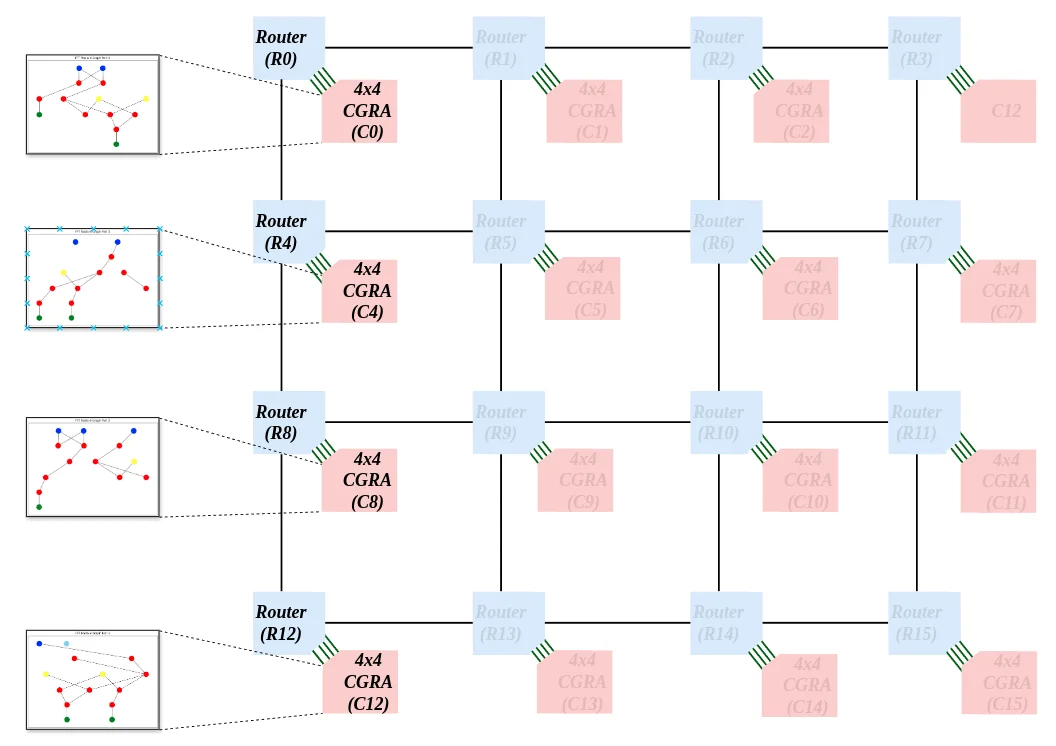 Router
(R0)
Router
(R1)
Router
(R2)
Router
(R3)
4x4
CGRA
(C0)
4x4
CGRA
(C1)
4x4
CGRA
(C2)
C12
Router
(R4)
Router
(R5)
Router
(R6)
Router
(R7)
4x4
CGRA
(C4)
4x4
CGRA
(C5)
4x4
CGRA
(C6)
4x4
CGRA
(C7)
Router
(R8)
Router
(R9)
Router
(R10)
Router
(R11)
4x4
CGRA
(C8)
4x4
CGRA
(C9)
4x4
CGRA
(C10)
4x4
CGRA
(C11)
Router
(R12)
Router
(R13)
Router
(R14)
Router
(R15)
4x4
CGRA
(C12)
4x4
CGRA
(C13)
4x4
CGRA
(C14)
4x4
CGRA
(C15)